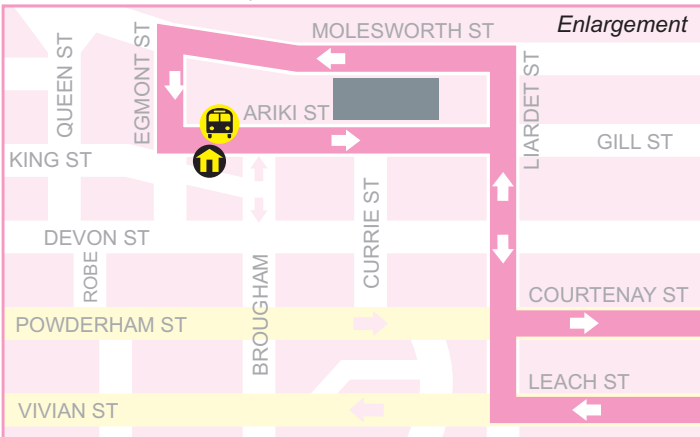 MOLESWORTH ST
Enlargement
QUEEN ST
EGMONT ST
LIARDET ST
ARIKI ST
GILL ST
KING ST
CURRIE ST
DEVON ST
ROBE
BROUGHAM
COURTENAY ST
POWDERHAM ST
LEACH ST
VIVIAN ST